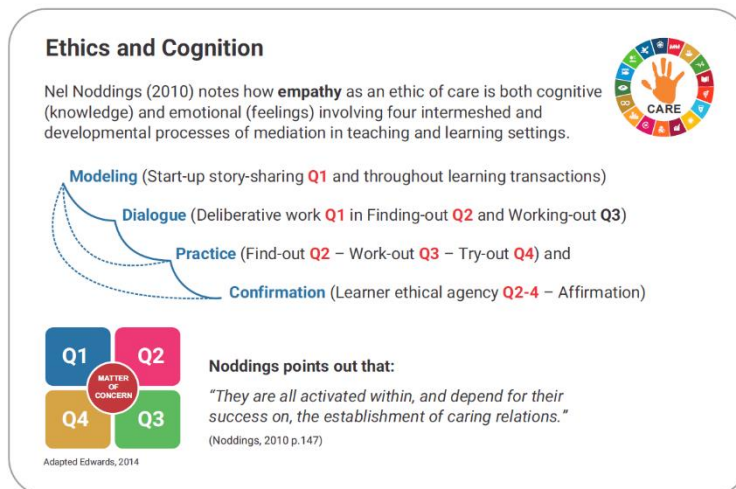 Ethics and Cognition
Nel Noddings (2010) notes how empathy as an ethic of care is both cognitive
(knowledge) and emotional (feelings) involving four intermeshed and
developmental processes of mediation in teaching and learning settings.
CARE
Modeling (Start-up story-sharing Q1 and throughout learning transactions)
Dialogue (Deliberative work Q1 in Finding-out Q2 and Working-out Q3)
Practice (Find-out Q2 – Work-out Q3 – Try-out Q4) and
Confirmation (Learner ethical agency Q2-4 – Affirmation)
Q1 Q2
MATTER
OF
CONCERN
Q4 Q3
Adapted Edwards, 2014
Noddings points out that:
"They are all activated within, and depend for their
success on, the establishment of caring relations."
(Noddings, 2010 p.147)